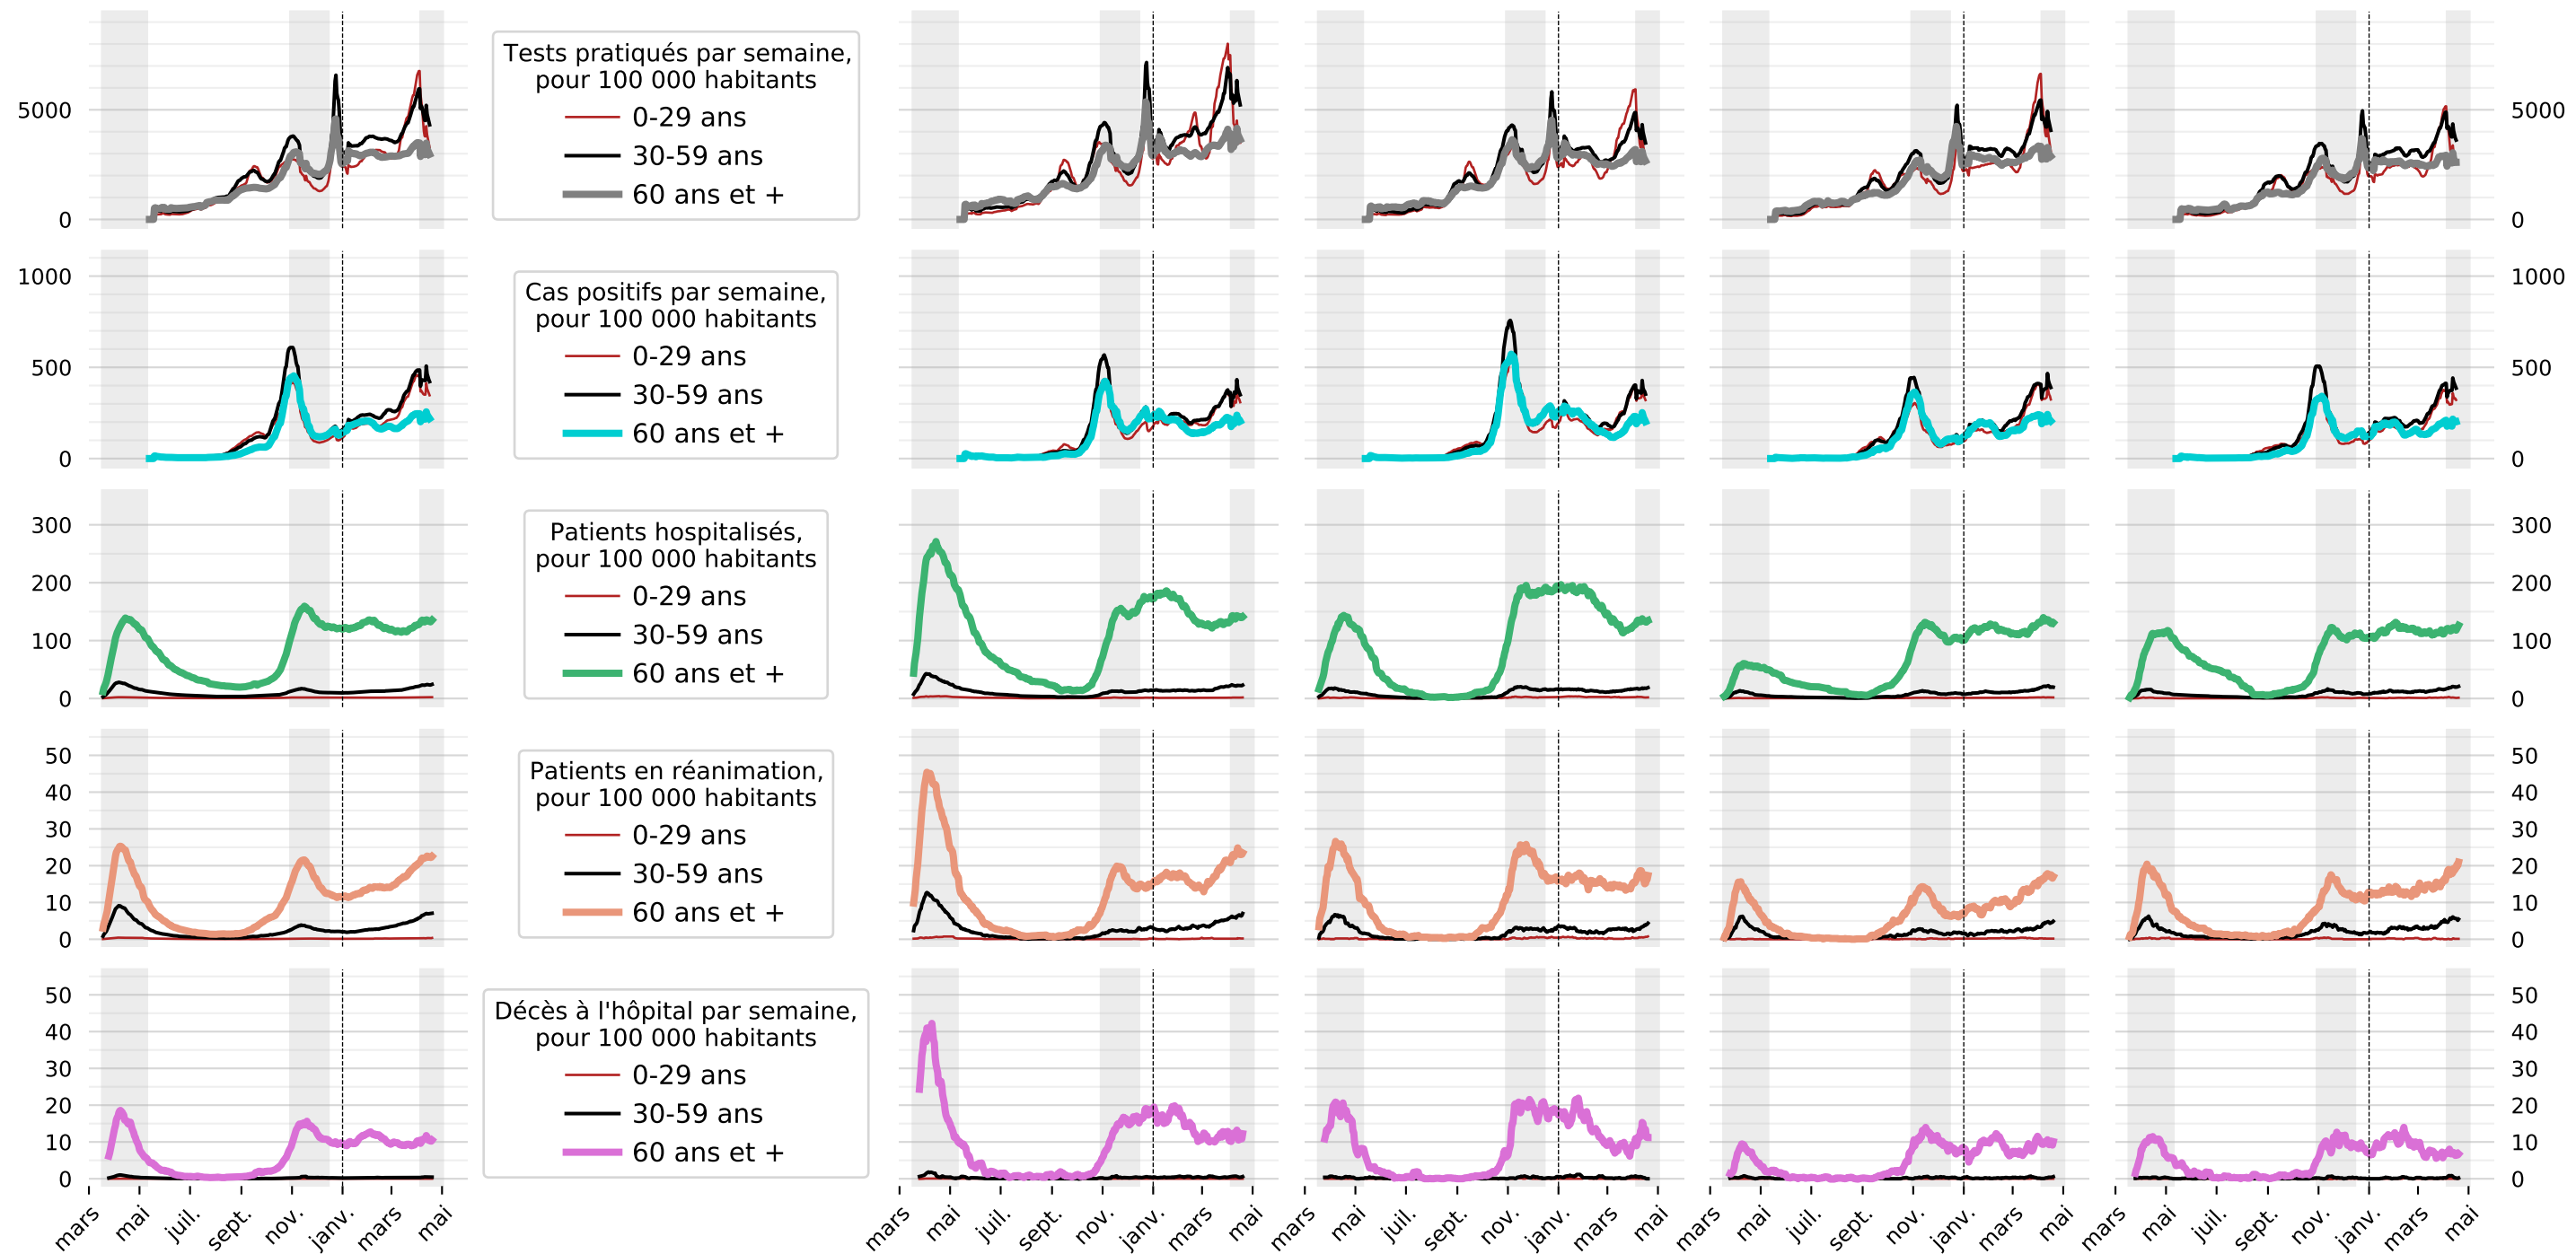 5000
0
Tests pratiqués par semaine,
pour 100 000 habitants
0-29 ans
30-59 ans
60 ans et +
5000
0
1000
500
0
Cas positifs par semaine,
pour 100 000 habitants
0-29 ans
30-59 ans
60 ans et +
1000
500
0
300
200
100
0
Patients hospitalisés,
pour 100 000 habitants
0-29 ans
30-59 ans
60 ans et +
300
200
100
0
50
40
30
20
10
0
Patients en réanimation,
pour 100 000 habitants
0-29 ans
30-59 ans
60 ans et +
50
40
30
20
10
0
50
40
30
20
10
0
Décès à l'hôpital par semaine,
pour 100 000 habitants
0-29 ans
30-59 ans
60 ans et +
50
40
30
20
10
0
mars mai juil. sept. nov. janv. mars mai
mars mai juil. sept. nov. janv. mars mai
mars mai juil. sept. nov. janv. mars mai
mars mai juil. sept. nov. janv. mars mai
mars mai juil. sept. nov. janv. mars mai